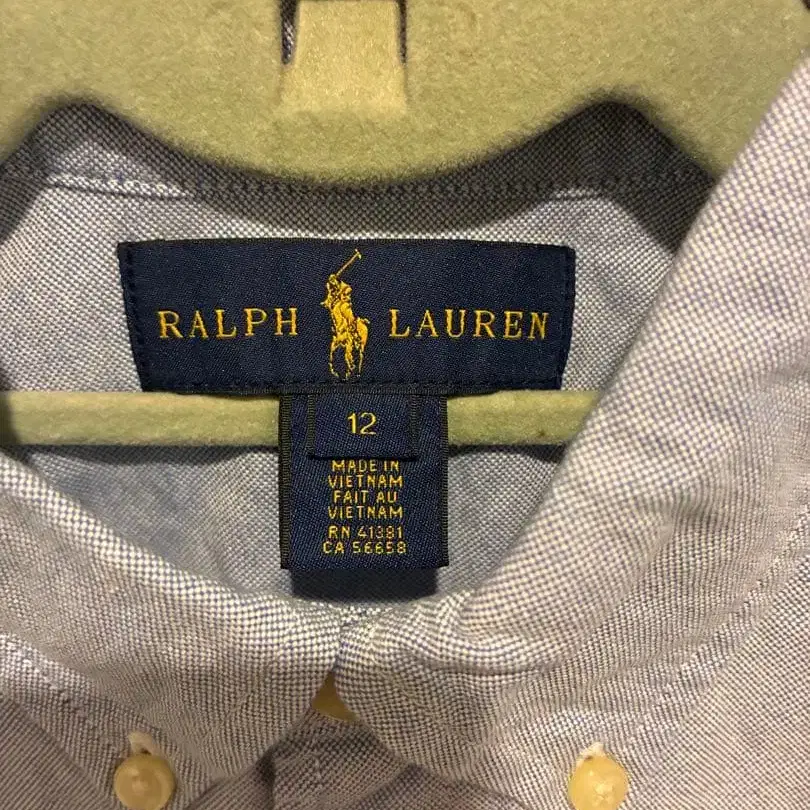 RALPH LAUREN
12
MADE IN
VIETNAM
FAIT AU
VIETNAM
RN 41381
CA 56658